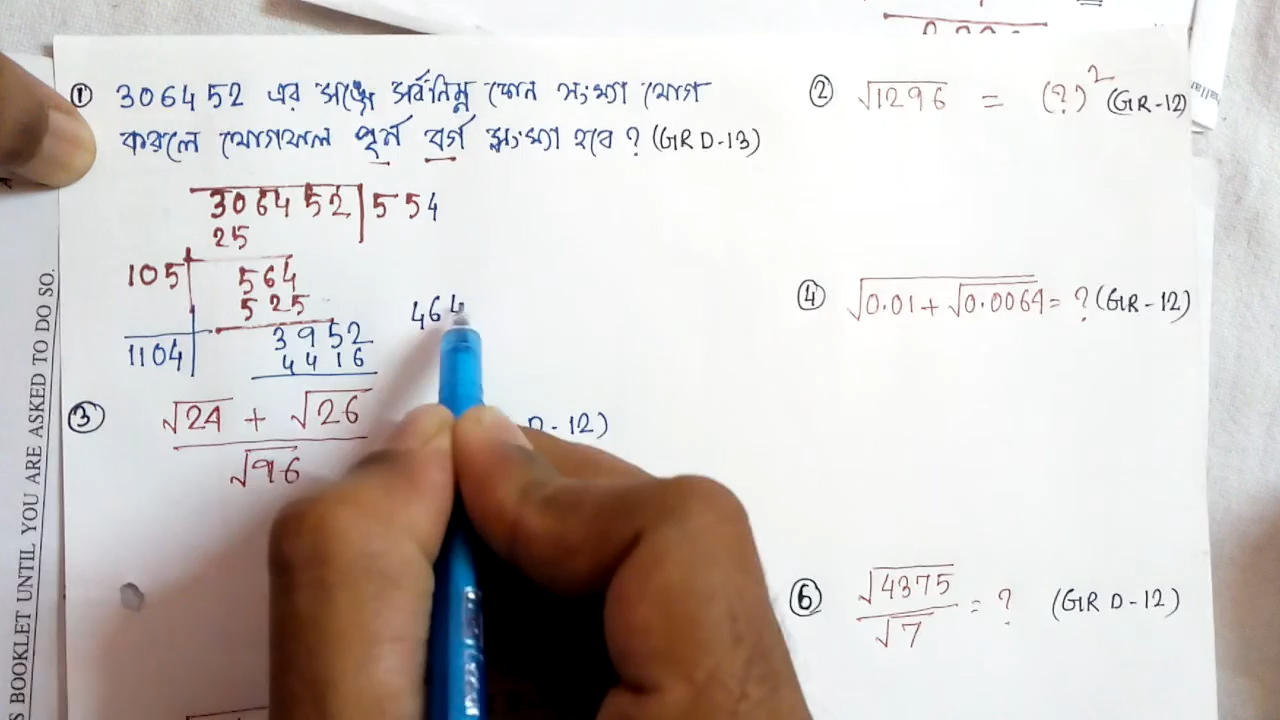 ① 306452 এর সঙ্গে সর্বনিম্ন কোন সংখ্যা যোগ
করলে যোগফল পূর্ন বর্গ সংখ্যা হবে ? (GR D-13)
306452 | 554
25
105 564
525
3952
1104 4416
464
② √1296 = (?)² (GR-12)
③ √24 + √26
√96
D-12)
④ √0.01 + √0.0064 = ? (GR-12)
⑥ √4375
√7 = ? (GR D-12)
S BOOKLET UNTIL YOU ARE ASKED TO DO SO.